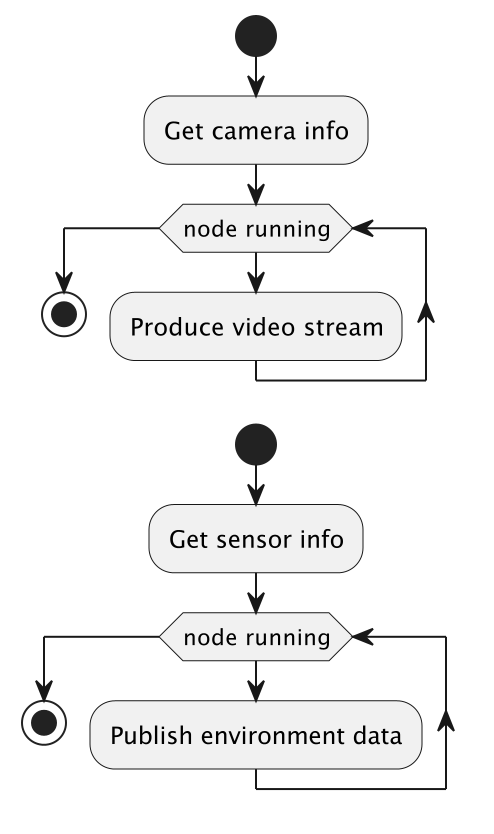 Get camera info
node running
Produce video stream
Get sensor info
node running
Publish environment data